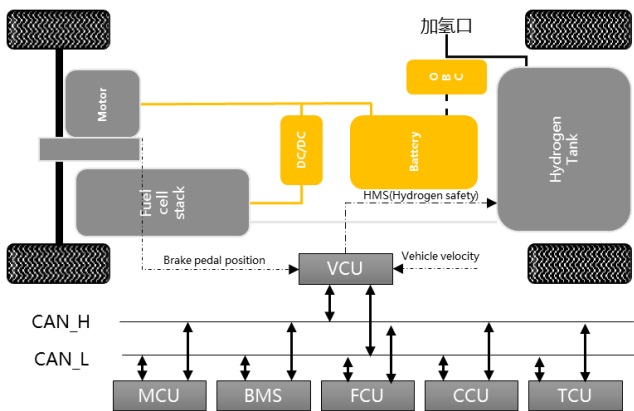 加氢口
O B C
Motor
DC/DC
Battery
Hydrogen
Tank
Fuel
cell
stack
HMS(Hydrogen safety)
Brake pedal position
VCU
Vehicle velocity
CAN_H
CAN_L
MCU
BMS
FCU
CCU
TCU